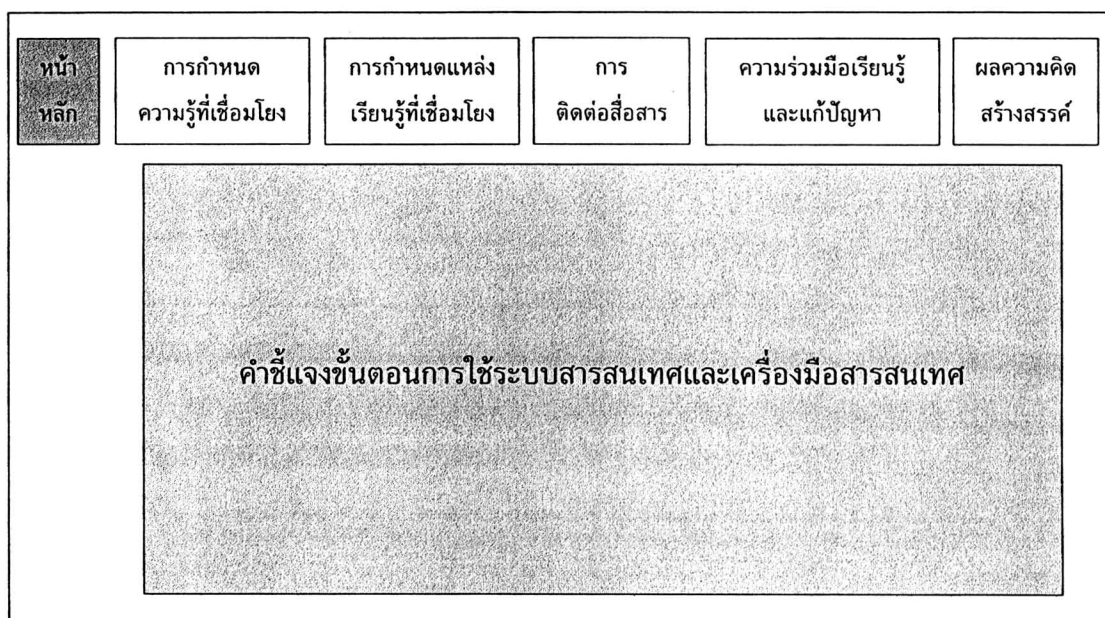 หน้า
หลัก
การกำหนด
ความรู้ที่เชื่อมโยง
การกำหนดแหล่ง
เรียนรู้ที่เชื่อมโยง
การ
ติดต่อสื่อสาร
ความร่วมมือเรียนรู้
และแก้ปัญหา
ผลความคิด
สร้างสรรค์
คำชี้แจงขั้นตอนการใช้ระบบสารสนเทศและเครื่องมือสารสนเทศ